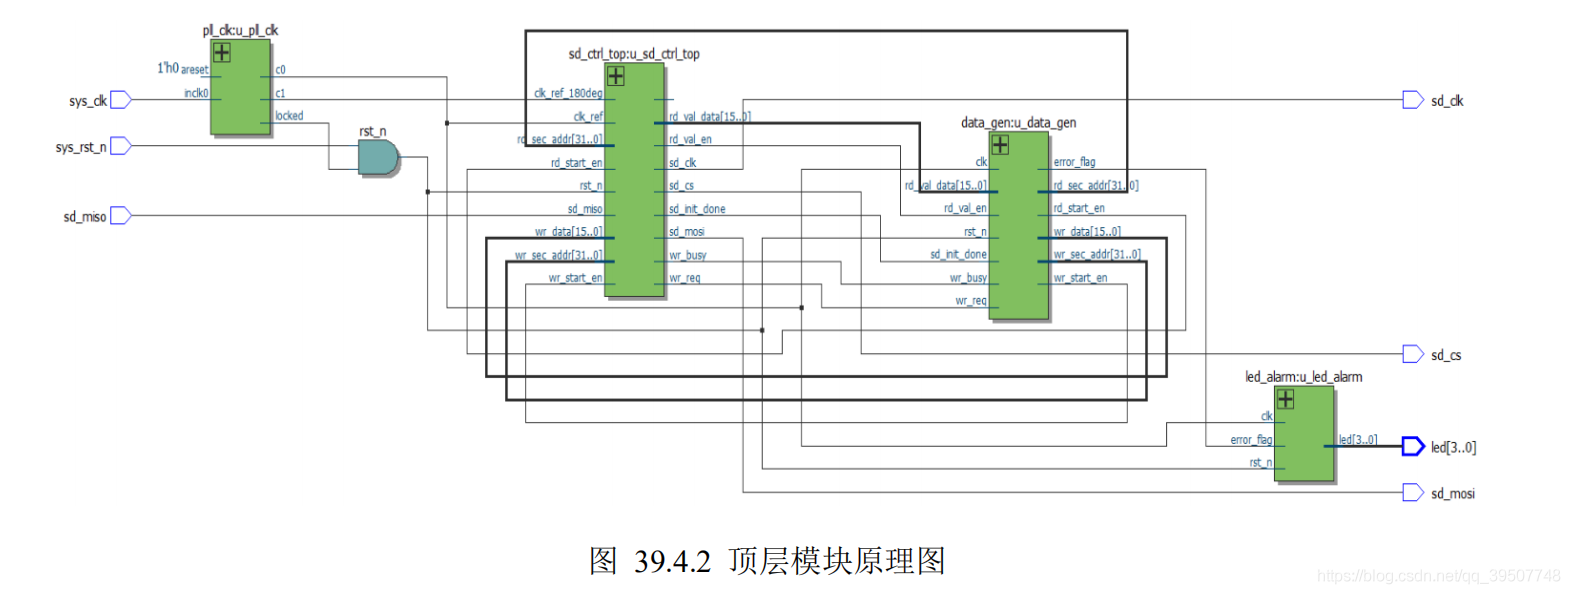 pll_clk:u_pll_clk
1'h0 areset
inclk0
c0
c1
locked
sys_clk
sys_rst_n
sd_miso
rst_n
sd_ctrl_top:u_sd_ctrl_top
clk_ref_180deg
clk_ref
rd_sec_addr[31..0]
rd_start_en
rst_n
sd_miso
wr_data[15..0]
wr_sec_addr[31..0]
wr_start_en
rd_val_data[15..0]
rd_val_en
sd_clk
sd_cs
sd_init_done
sd_mosi
wr_busy
wr_req
data_gen:u_data_gen
clk
rd_val_data[15..0]
rd_val_en
rst_n
sd_init_done
wr_busy
wr_req
error_flag
rd_sec_addr[31..0]
rd_start_en
wr_data[15..0]
wr_sec_addr[31..0]
wr_start_en
led_alarm:u_led_alarm
clk
error_flag
rst_n
led[3..0]
sd_clk
sd_cs
led[3..0]
sd_mosi
图 39.4.2 顶层模块原理图
https://blog.csdn.net/qq_39507748